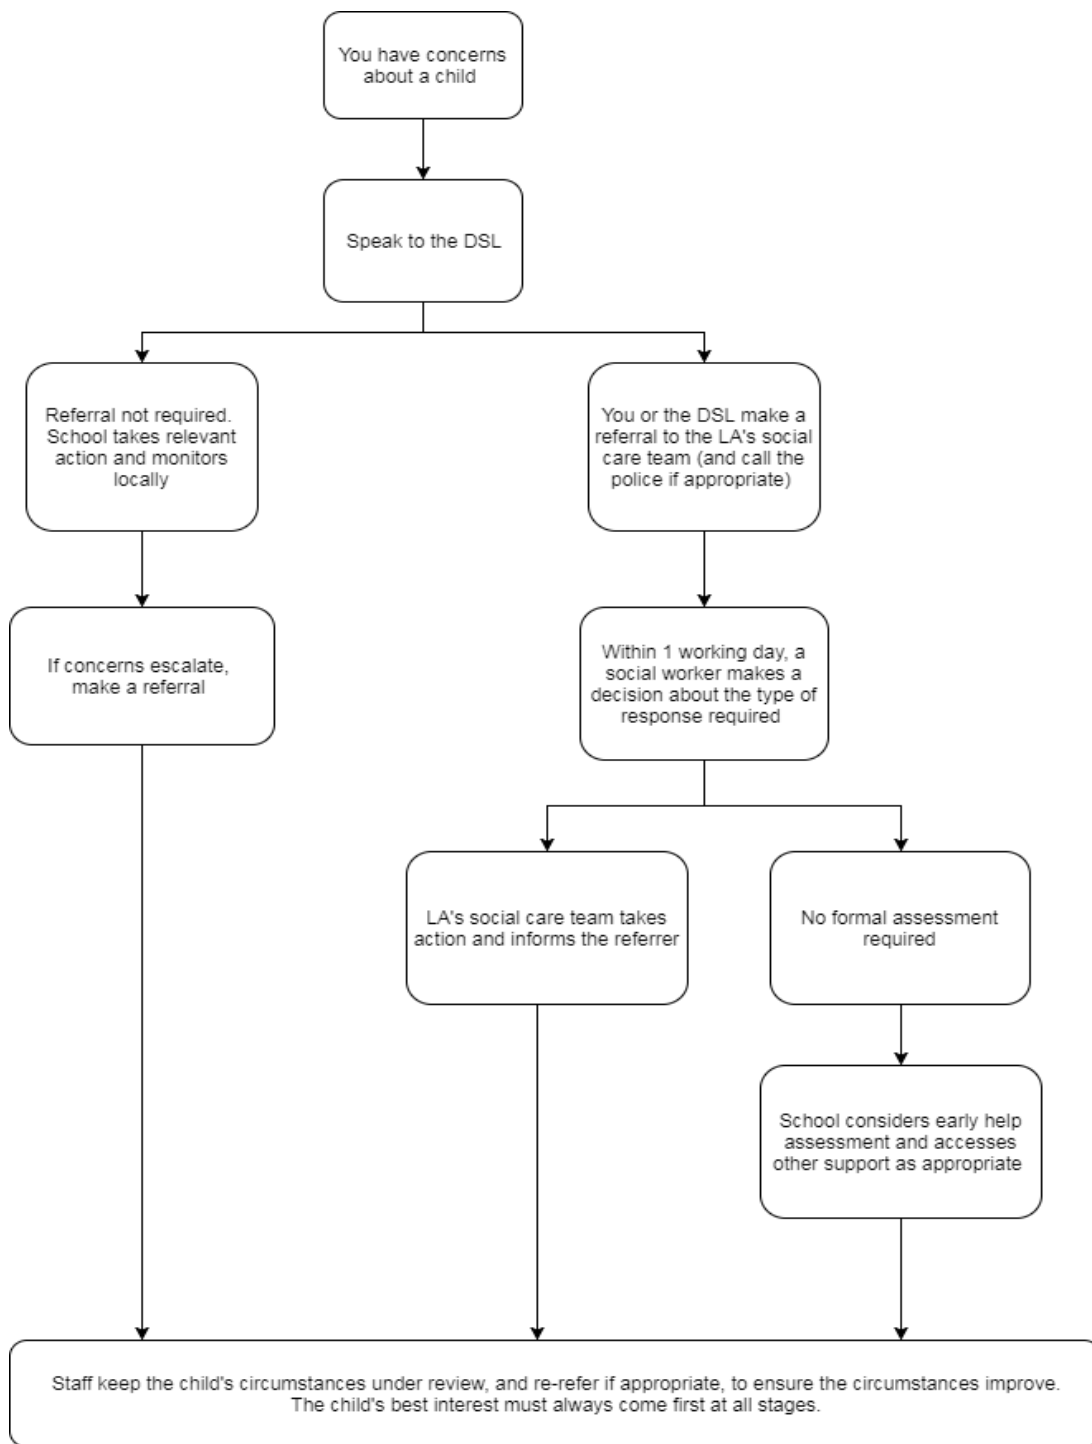 You have concerns
about a child
Speak to the DSL
Referral not required.
School takes relevant
action and monitors
locally
You or the DSL make a
referral to the LA's social
care team (and call the
police if appropriate)
If concerns escalate,
make a referral
Within 1 working day, a
social worker makes a
decision about the type of
response required
LA's social care team takes
action and informs the referrer
No formal assessment
required
School considers early help
assessment and accesses
other support as appropriate
Staff keep the child's circumstances under review, and re-refer if appropriate, to ensure the circumstances improve.
The child's best interest must always come first at all stages.